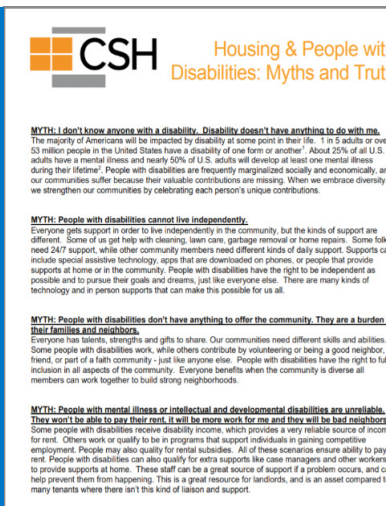 CSH
Housing & People wit
Disabilities: Myths and Trut
MYTH: I don't know anyone with a disability. Disability doesn't have anything to do with me.
The majority of Americans will be impacted by disability at some point in their life. 1 in 5 adults or ove
53 million people in the United States have a disability of one form or another1. About 25% of all U.S.
adults have a mental illness and nearly 50% of U.S. adults will develop at least one mental illness
during their lifetime2. People with disabilities are frequently marginalized socially and economically, an
our communities suffer because their valuable contributions are missing. When we embrace diversity
we strengthen our communities by celebrating each person's unique contributions.
MYTH: People with disabilities cannot live independently.
Everyone gets support in order to live independently in the community, but the kinds of support are
different. Some of us get help with cleaning, lawn care, garbage removal or home repairs. Some folk
need 24/7 support, while other community members need different kinds of daily support. Supports ca
include special assistive technology, apps that are downloaded on phones, or people that provide
supports at home or in the community. People with disabilities have the right to be independent as
possible and to pursue their goals and dreams, just like everyone else. There are many kinds of
technology and in person supports that can make this possible for us all.
MYTH: People with disabilities don't have anything to offer the community. They are a burden
their families and neighbors.
Everyone has talents, strengths and gifts to share. Our communities need different skills and abilities.
Some people with disabilities work, while others contribute by volunteering or being a good neighbor,
friend, or part of a faith community - just like anyone else. People with disabilities have the right to ful
inclusion in all aspects of the community. Everyone benefits when the community is diverse all
members can work together to build strong neighborhoods.
MYTH: People with mental illness or intellectual and developmental disabilities are unreliable.
They won't be able to pay their rent, it will be more work for me and they will be bad neighbors
Some people with disabilities receive disability income, which provides a very reliable source of incom
for rent. Others work or qualify to be in programs that support individuals in gaining competitive
employment. People may also quality for rental subsidies. All of these scenarios ensure ability to pay
rent. People with disabilities can also qualify for extra supports like case managers and other workers
to provide supports at home. These staff can be a great source of support if a problem occurs, and ca
help prevent them from happening. This is a great resource for landlords, and is an asset compared t
many tenants where there isn't this kind of liaison and support.